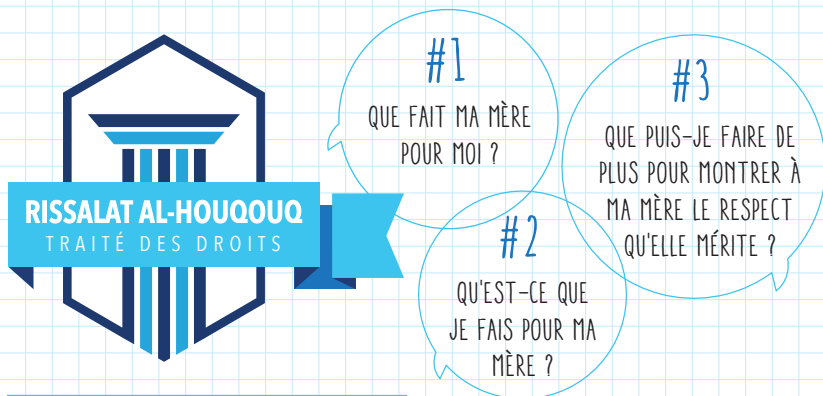 RISSALAT AL-HOUQOUQ
TRAITÉ DES DROITS
#1
QUE FAIT MA MÈRE
POUR MOI ?
#2
QU'EST-CE QUE
JE FAIS POUR MA
MÈRE ?
#3
QUE PUIS-JE FAIRE DE
PLUS POUR MONTRER À
MA MÈRE LE RESPECT
QU'ELLE MÉRITE ?